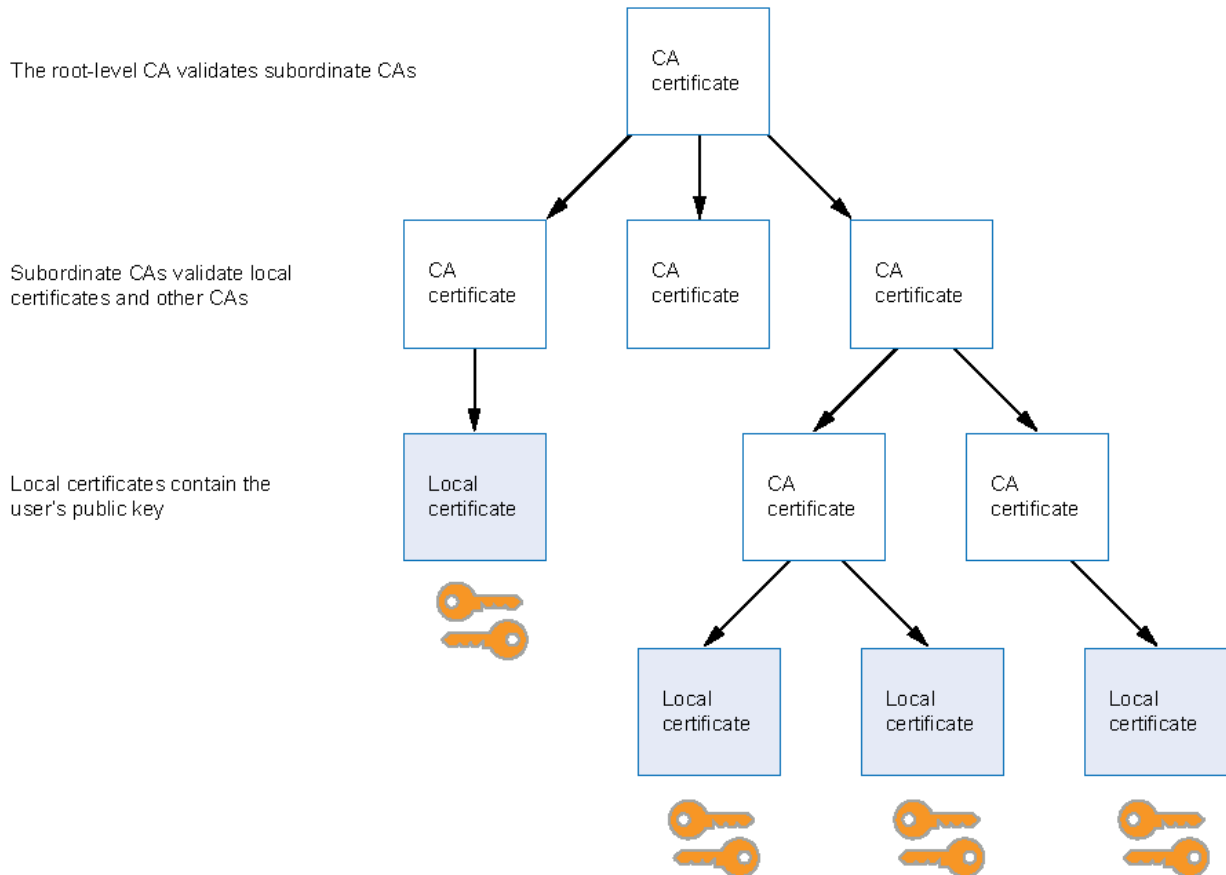 The root-level CA validates subordinate CAs
CA
certificate
Subordinate CAs validate local
certificates and other CAs
CA
certificate
CA
certificate
CA
certificate
Local certificates contain the
user's public key
Local
certificate
CA
certificate
CA
certificate
Local
certificate
Local
certificate
Local
certificate